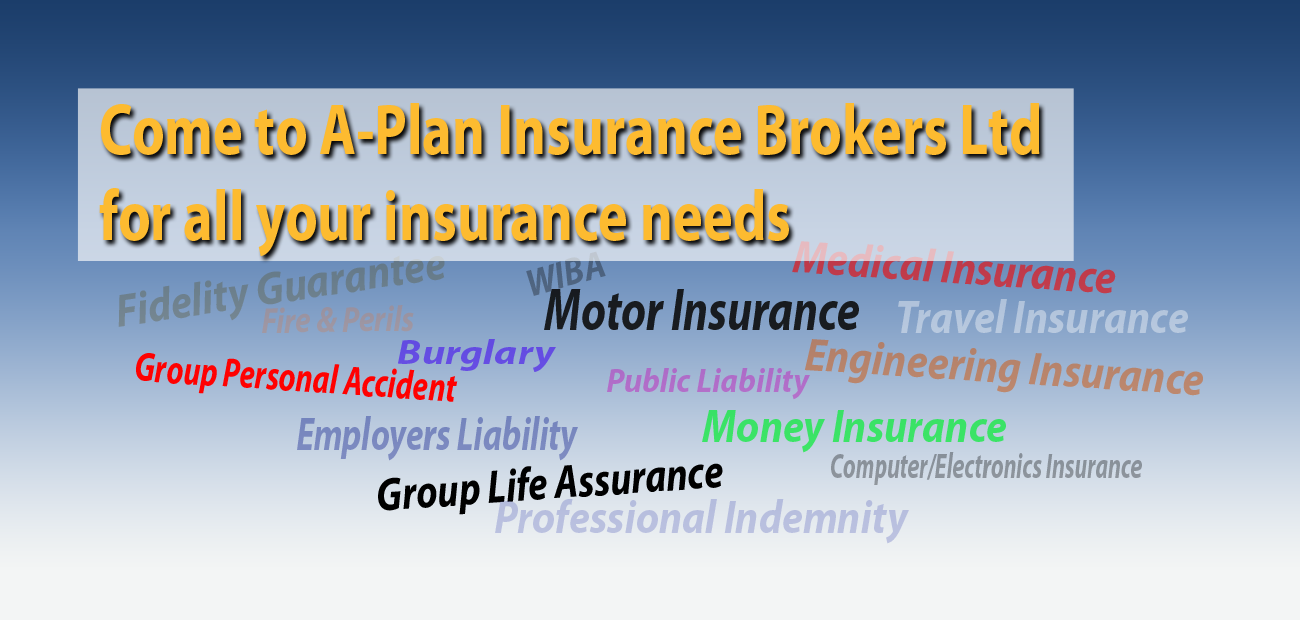 Come to A-Plan Insurance Brokers Ltd
for all your insurance needs
Medical Insurance
WIBA
Fidelity Guarantee
Motor Insurance
Travel Insurance
Fire & Perils
Burglary
Engineering Insurance
Group Personal Accident
Public Liability
Employers Liability
Money Insurance
Computer/Electronics Insurance
Group Life Assurance
Professional Indemnity